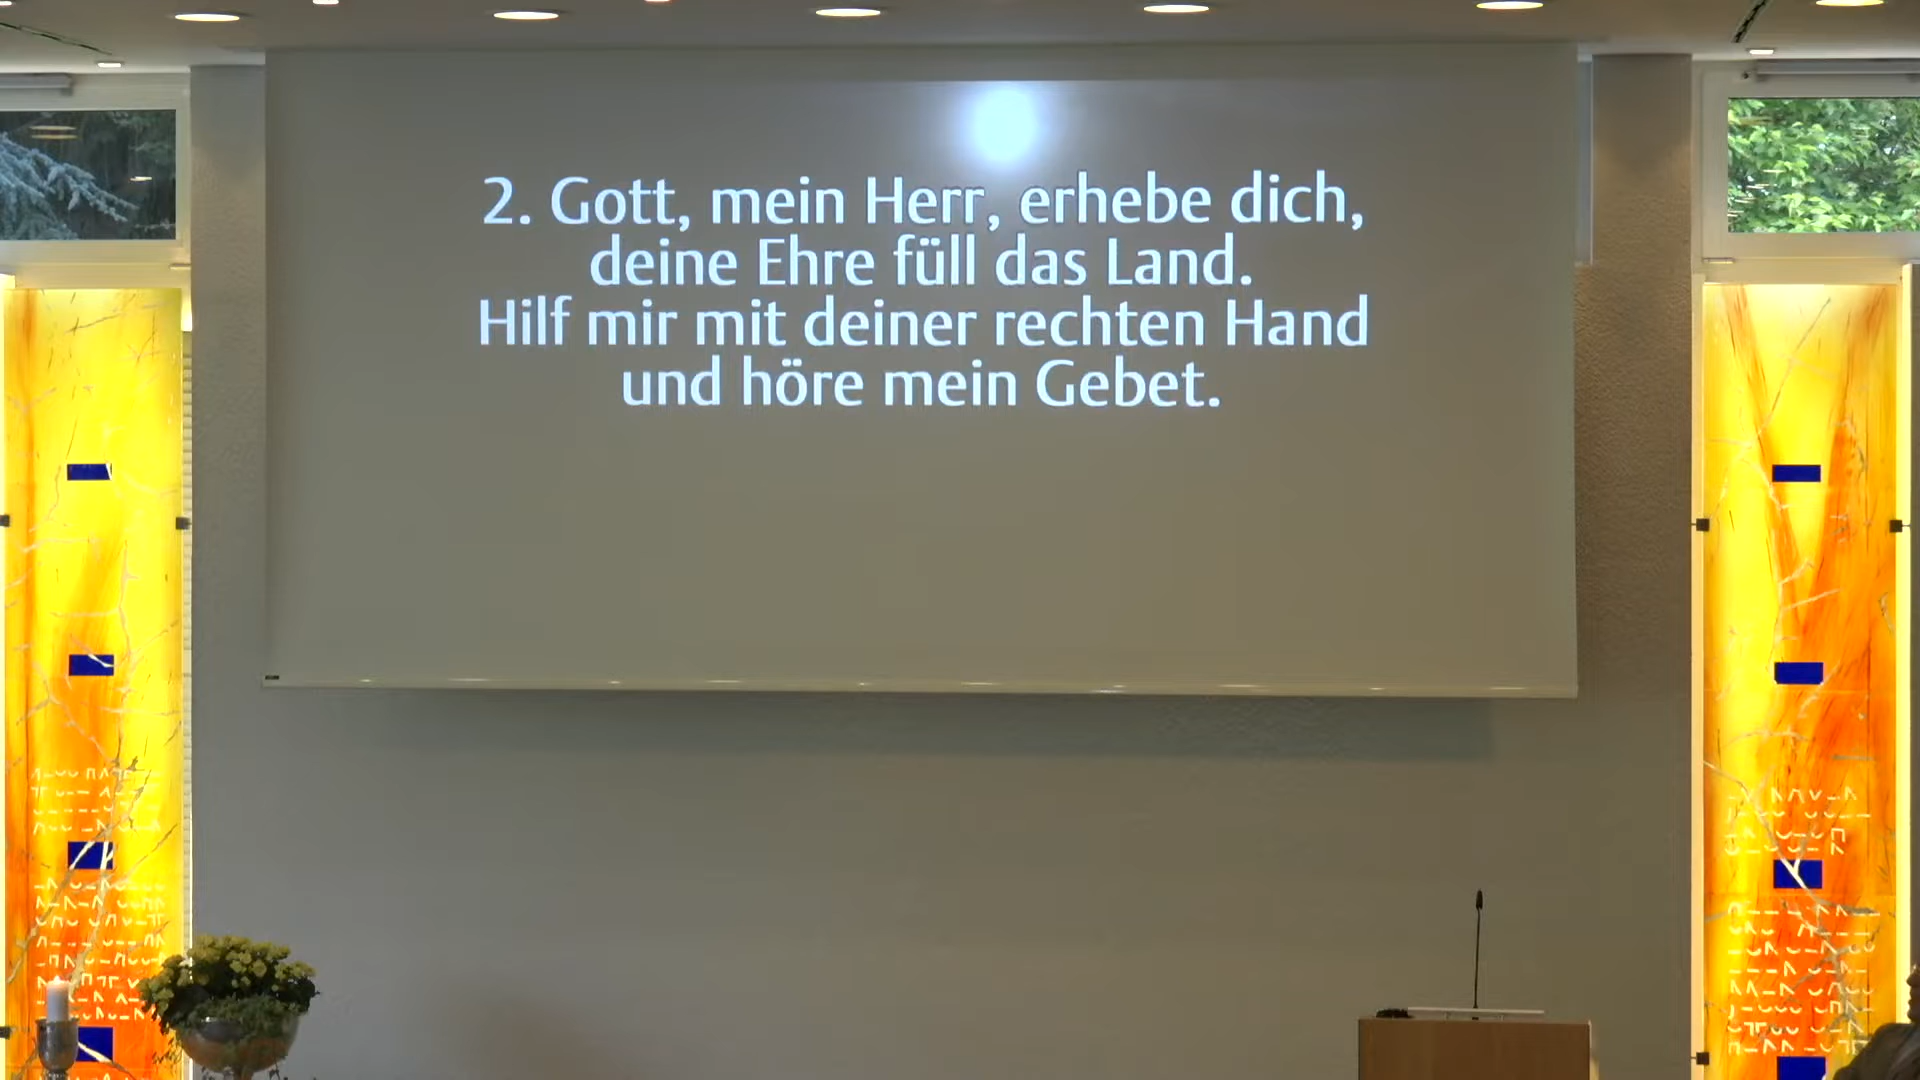 2. Gott, mein Herr, erhebe dich,
deine Ehre füll das Land.
Hilf mir mit deiner rechten Hand
und höre mein Gebet.